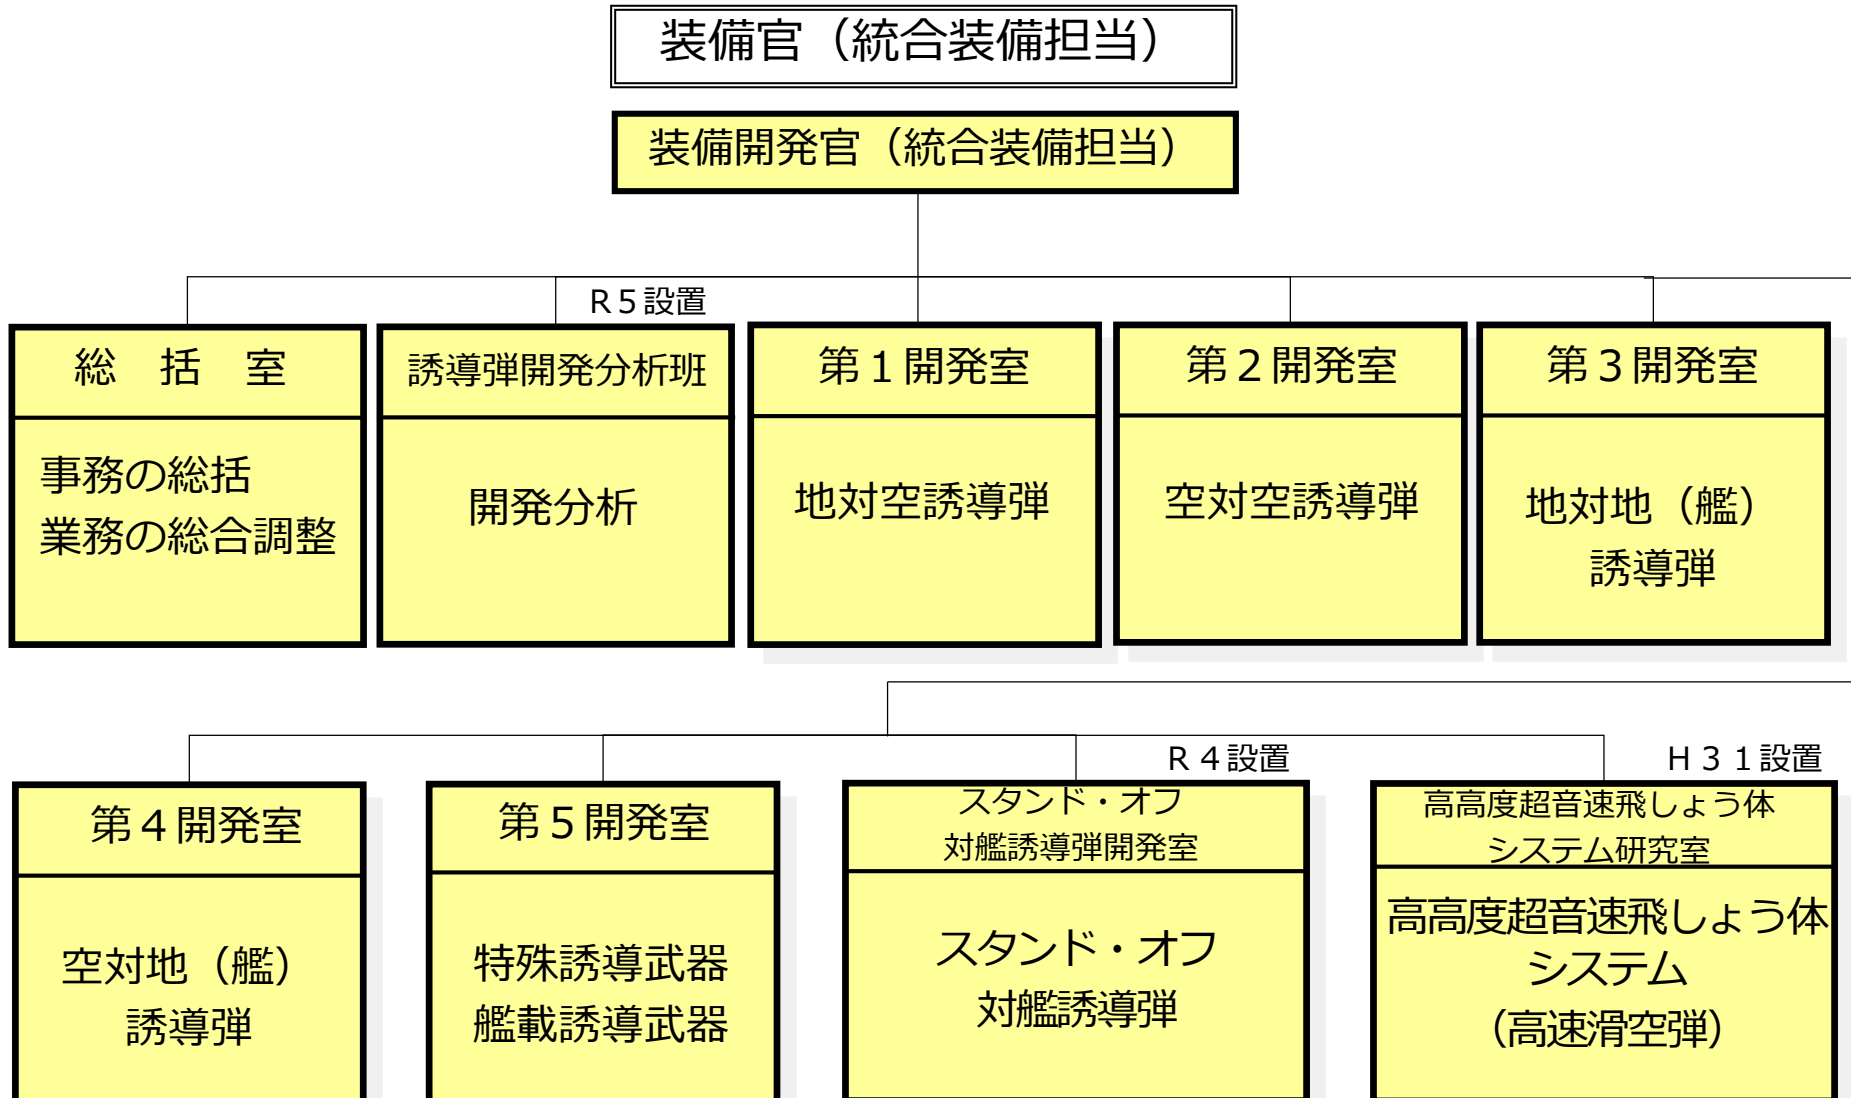 装備官（統合装備担当）
装備開発官（統合装備担当）
Ｒ５設置
総　括　室
事務の総括
業務の総合調整
誘導弾開発分析班
開発分析
第１開発室
地対空誘導弾
第２開発室
空対空誘導弾
第３開発室
地対地（艦）
誘導弾
第４開発室
空対地（艦）
誘導弾
第５開発室
特殊誘導武器
艦載誘導武器
Ｒ４設置
スタンド・オフ
対艦誘導弾開発室
スタンド・オフ
対艦誘導弾
Ｈ３１設置
高高度超音速飛しょう体
システム研究室
高高度超音速飛しょう体
システム
（高速滑空弾）